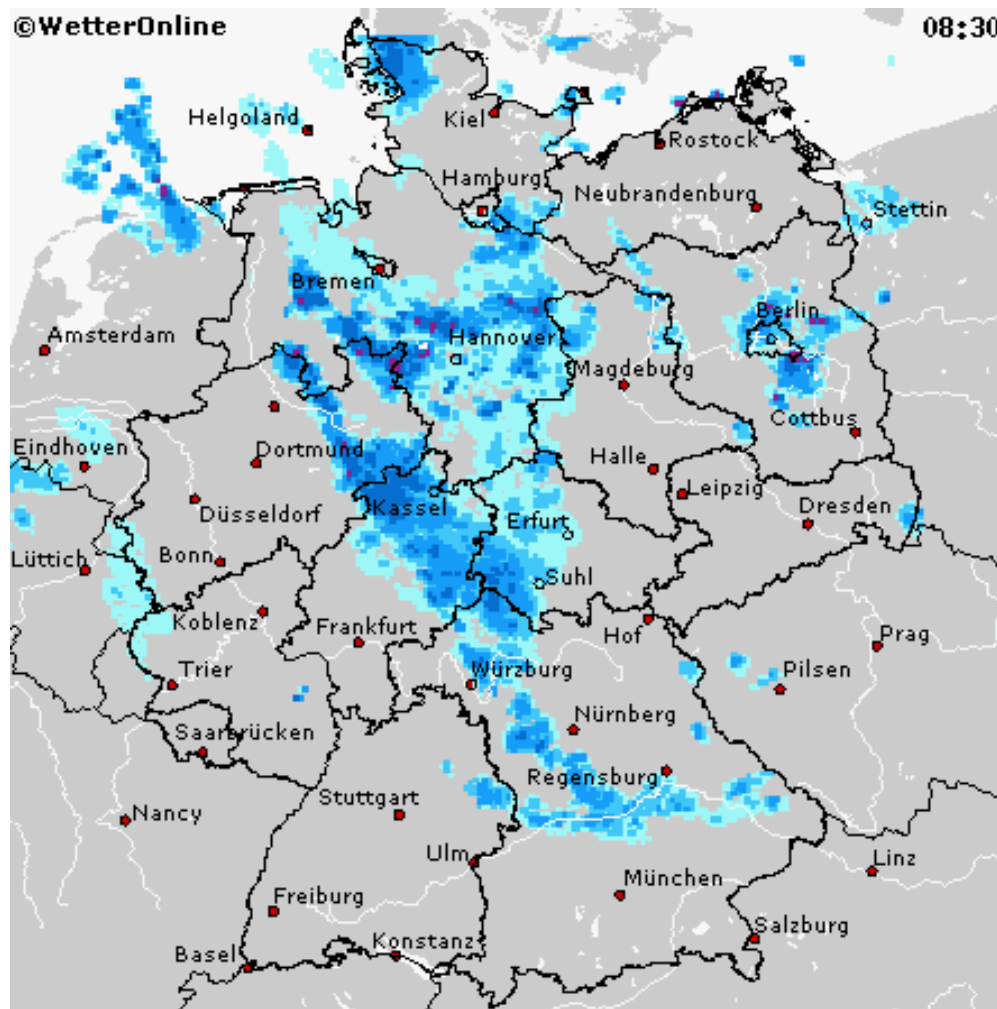 ©WetterOnline 08:30
Helgoland
Kiel
Rostock
Hamburg
Neubrandenburg
Stettin
Bremen
Berlin
Amsterdam
Hannover
Magdeburg
Cottbus
Eindhoven
Dortmund
Halle
Leipzig
Kassel
Düsseldorf
Erfurt
Dresden
Lüttich
Bonn
Suhl
Koblenz
Frankfurt
Hof
Prag
Trier
Würzburg
Pilsen
Nürnberg
Saarbrücken
Regensburg
Nancy
Stuttgart
Ulm
Linz
München
Freiburg
Salzburg
Basel
Konstanz